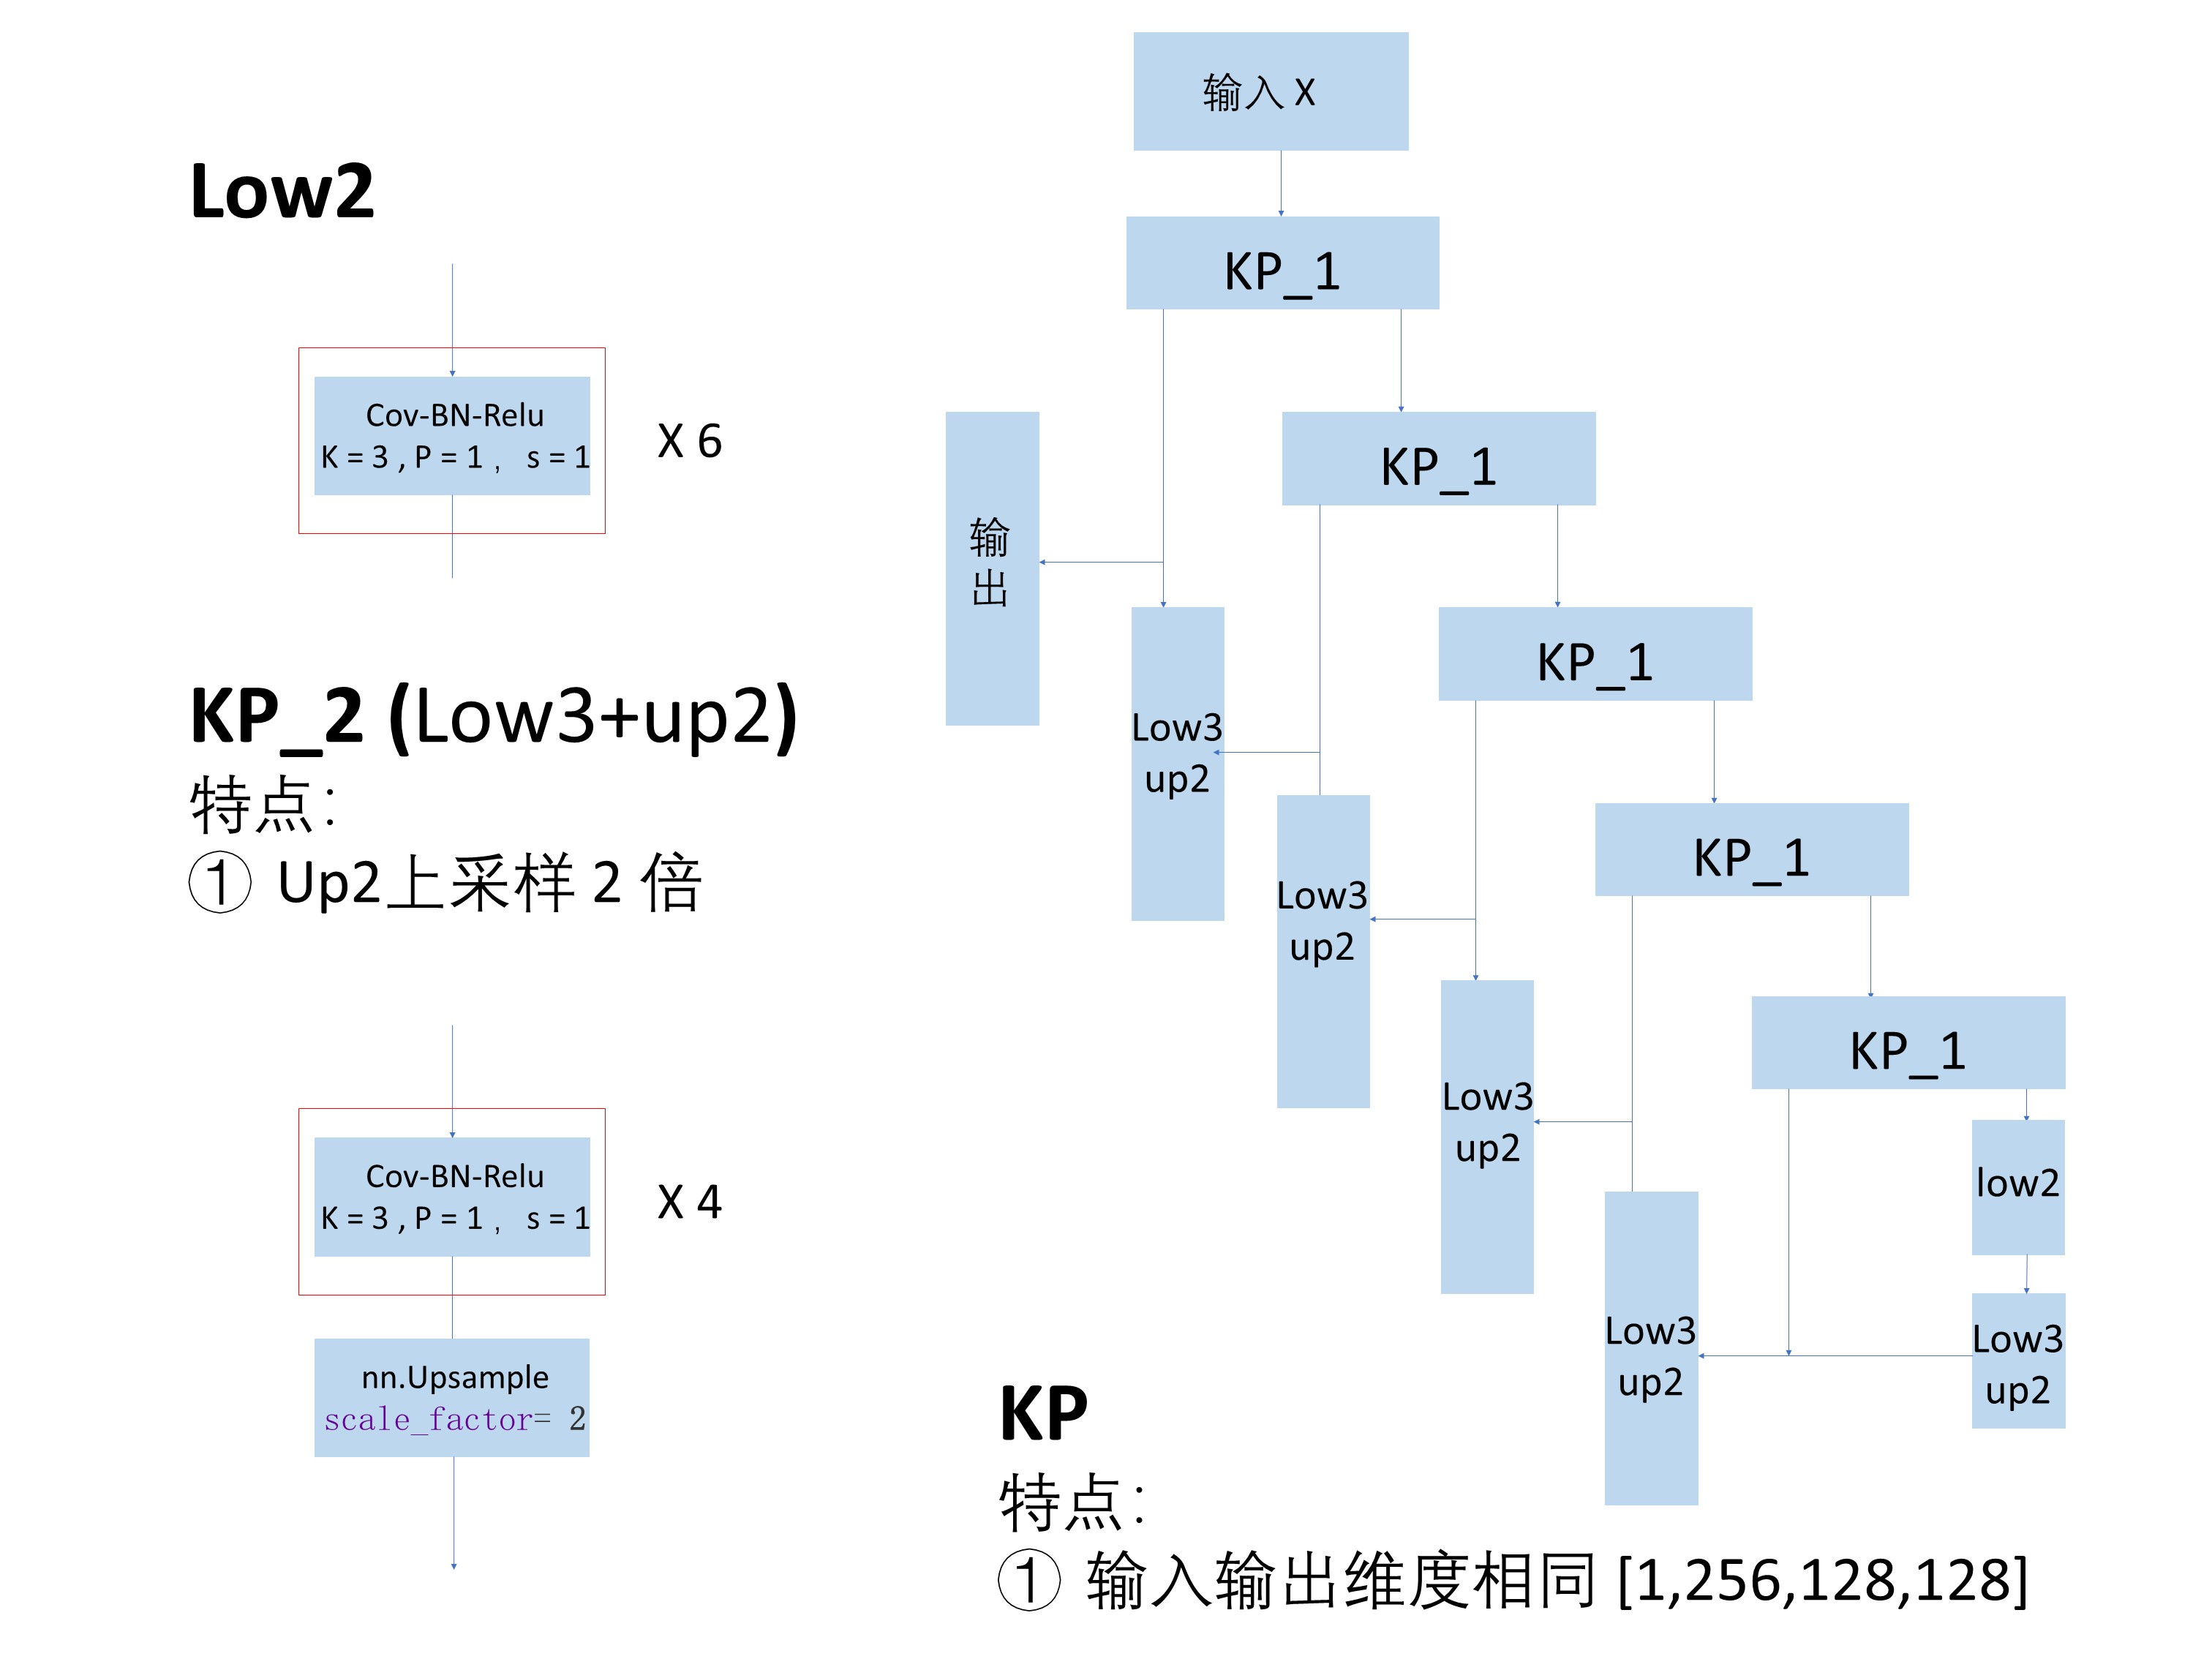 Low2
Cov-BN-Relu
K = 3 , P = 1 ， s = 1
X 6
KP_2 (Low3+up2)
特点：
① Up2上采样 2 倍
Cov-BN-Relu
K = 3 , P = 1 ， s = 1
X 4
nn.Upsample
scale_factor= 2
输入 X
KP_1
KP_1
KP_1
KP_1
KP_1
输
出
Low3
up2
Low3
up2
Low3
up2
Low3
up2
low2
Low3
up2
KP
特点：
① 输入输出维度相同 [1,256,128,128]